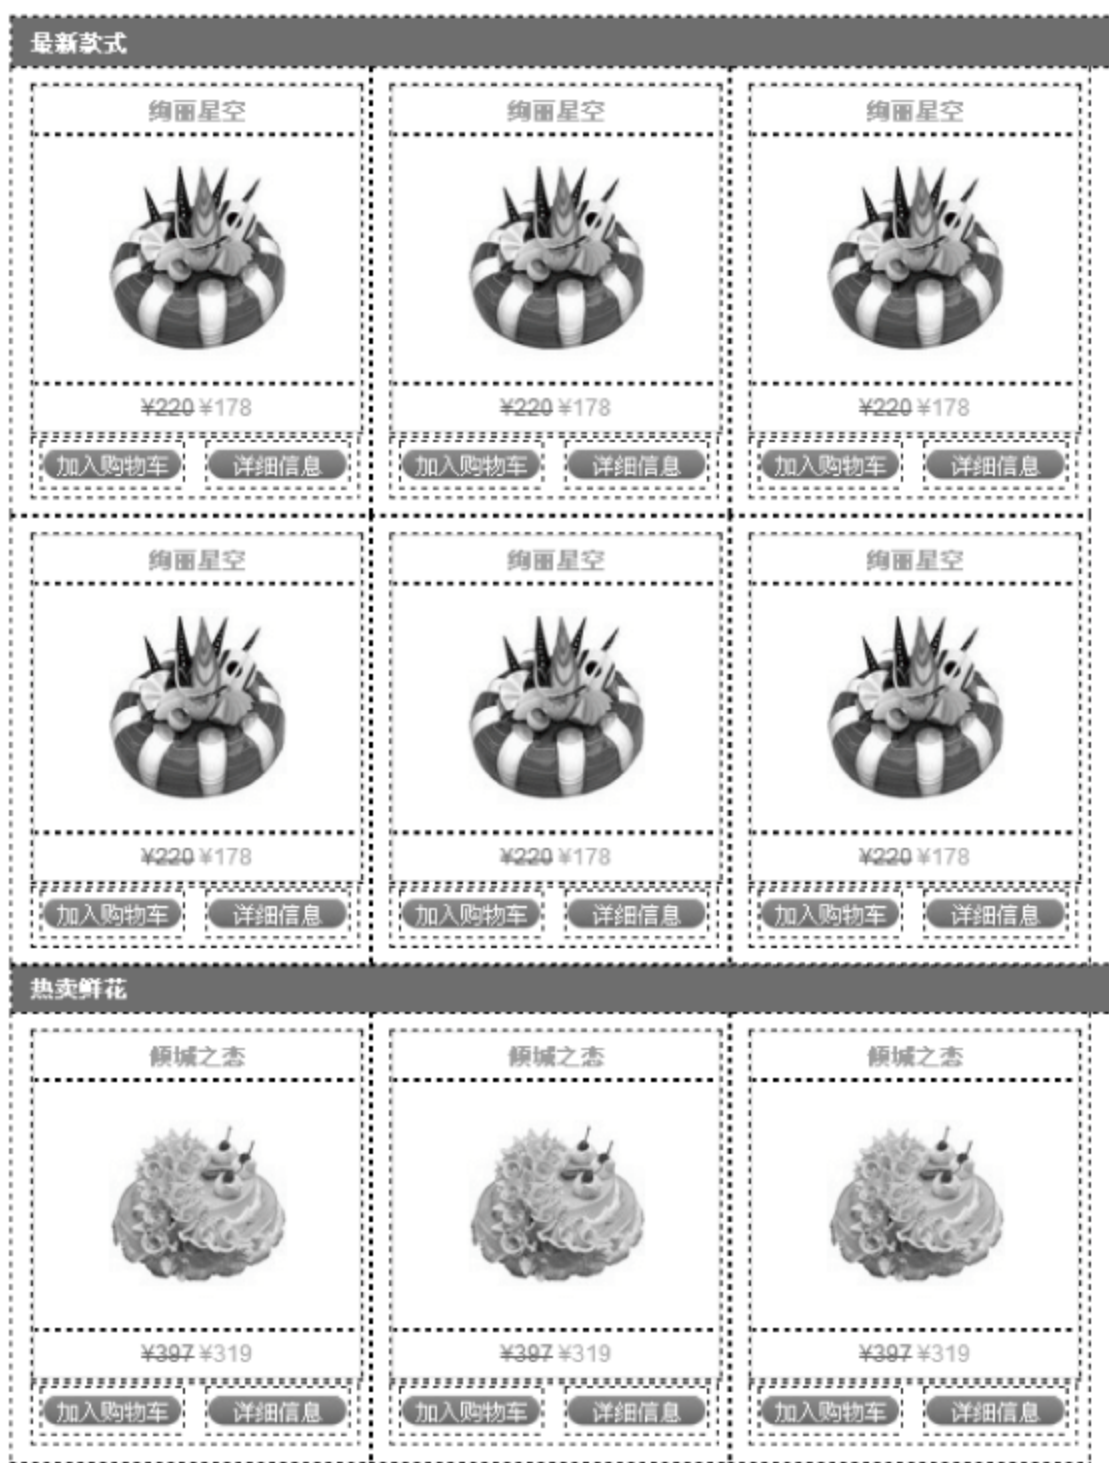 最新款式
绚丽星空 绚丽星空 绚丽星空
¥220 ¥178 ¥220 ¥178 ¥220 ¥178
加入购物车 详细信息 加入购物车 详细信息 加入购物车 详细信息
绚丽星空 绚丽星空 绚丽星空
¥220 ¥178 ¥220 ¥178 ¥220 ¥178
加入购物车 详细信息 加入购物车 详细信息 加入购物车 详细信息
热卖鲜花
倾城之恋 倾城之恋 倾城之恋
¥397 ¥319 ¥397 ¥319 ¥397 ¥319
加入购物车 详细信息 加入购物车 详细信息 加入购物车 详细信息